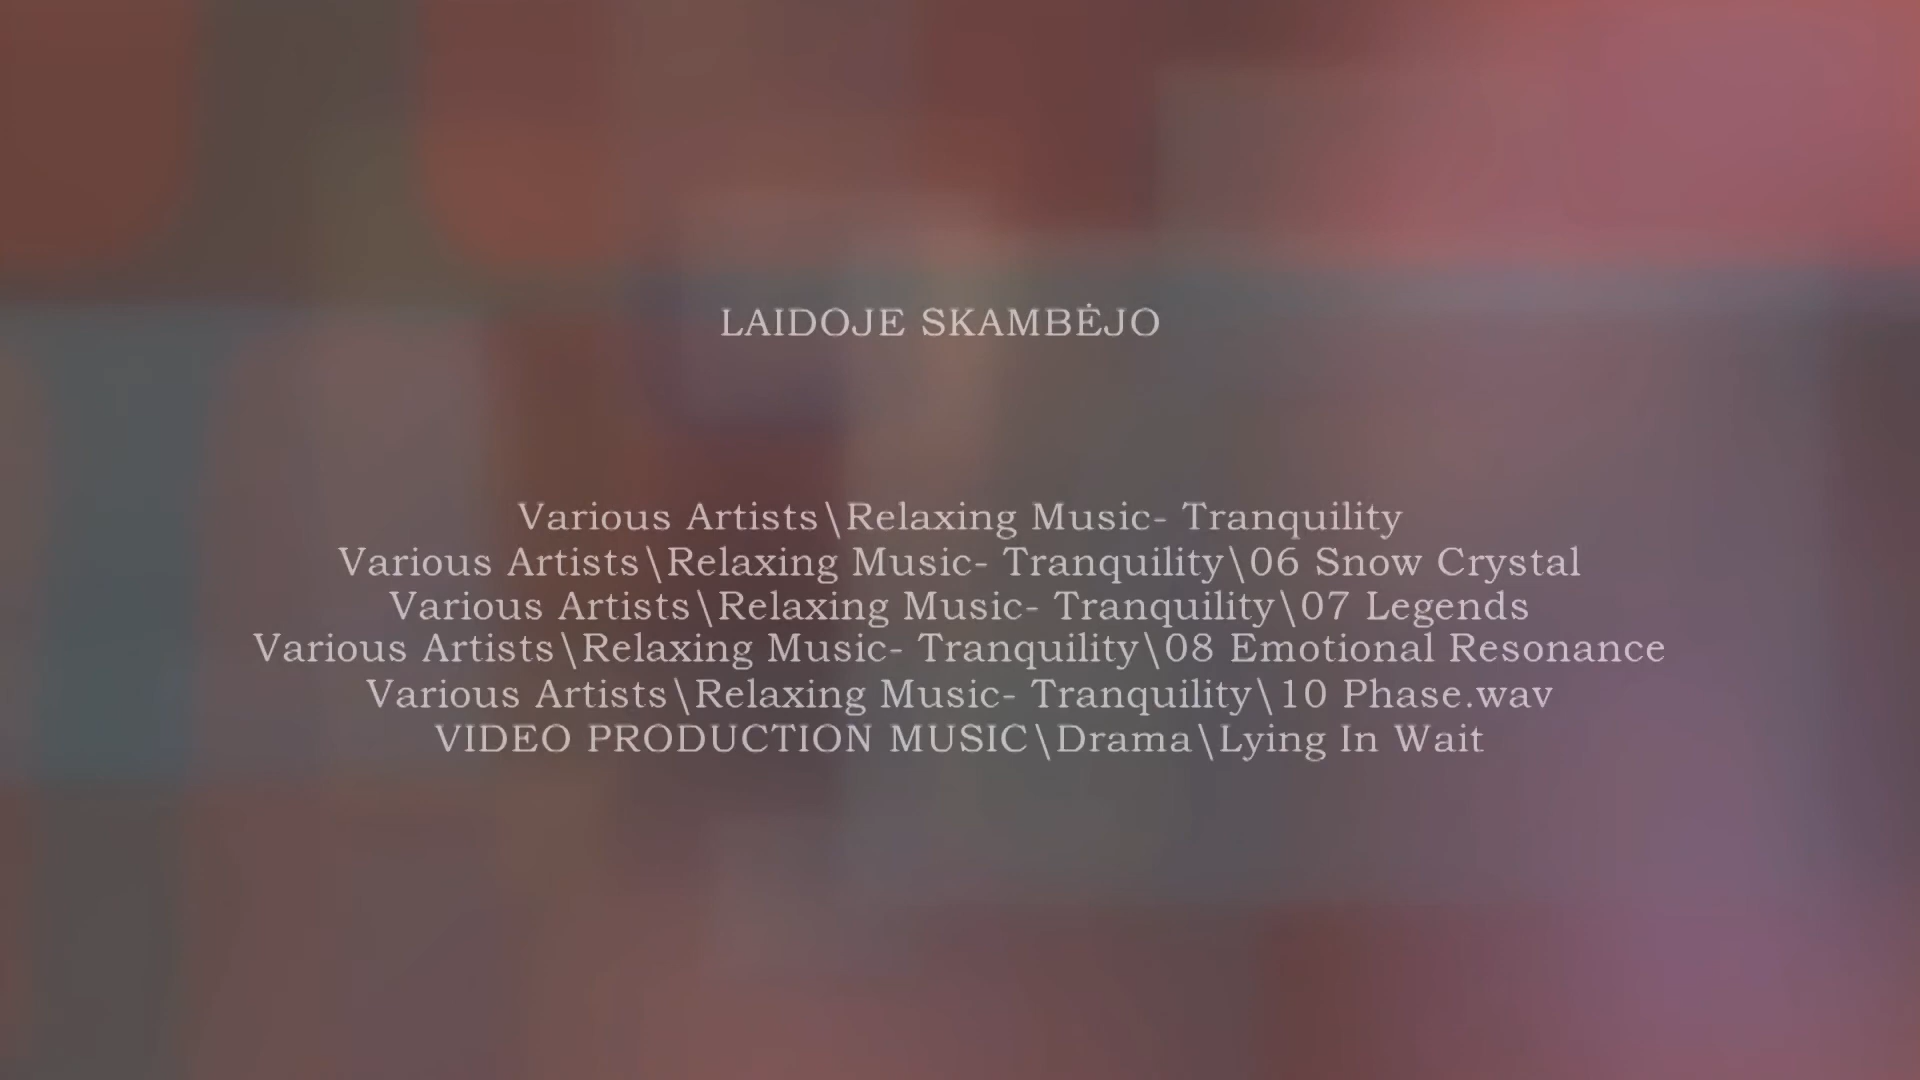 LAIDOJE SKAMBĖJO
Various Artists\Relaxing Music- Tranquility
Various Artists\Relaxing Music- Tranquility\06 Snow Crystal
Various Artists\Relaxing Music- Tranquility\07 Legends
Various Artists\Relaxing Music- Tranquility\08 Emotional Resonance
Various Artists\Relaxing Music- Tranquility\10 Phase.wav
VIDEO PRODUCTION MUSIC\Drama\Lying In Wait